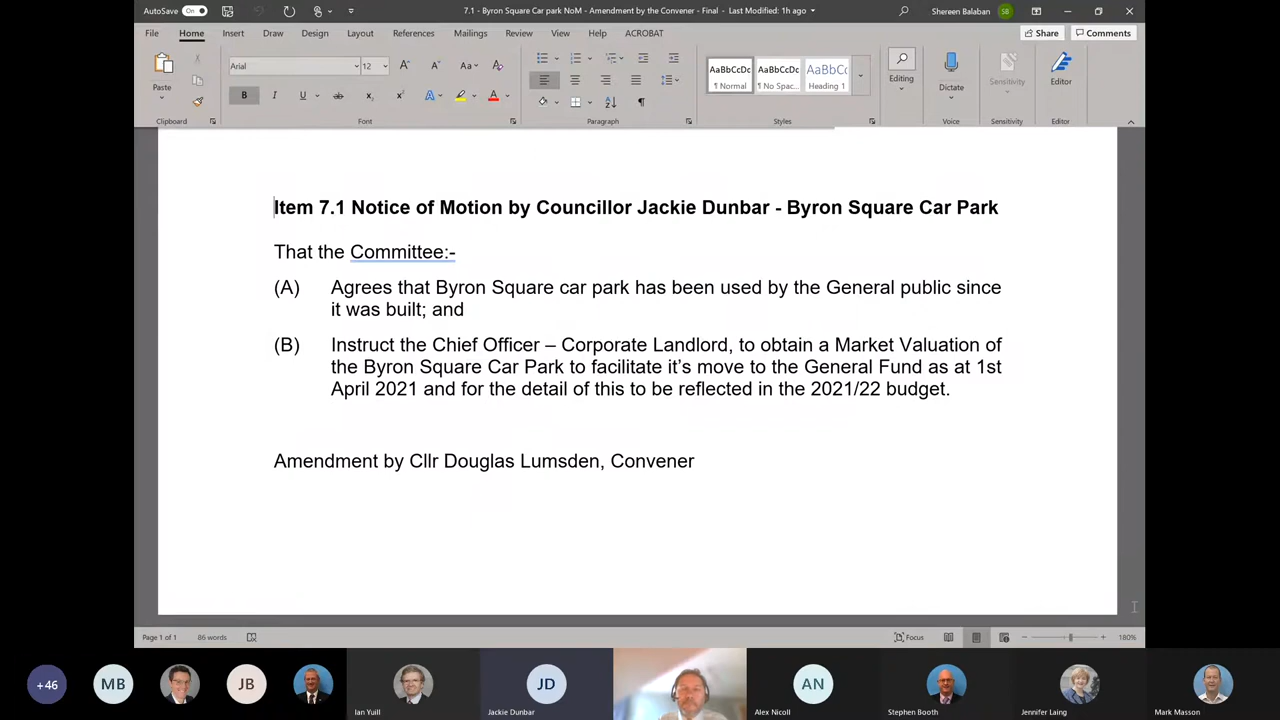 AutoSave On 7.1 - Byron Square Car park NoM - Amendment by the Convener - Final - Last Modified: 1h ago Shereen Balaban SB
File Home Insert Draw Design Layout References Mailings Review View Help ACROBAT Share Comments
Arial 12 Aa AaBbCcDc AaBbCcDc AaBbCc
Paste B I U ab x₂ x² A A ¶ Normal ¶ No Spac... Heading 1 Editing Dictate Sensitivity Editor
Clipboard Font Paragraph Styles Voice Sensitivity Editor
Item 7.1 Notice of Motion by Councillor Jackie Dunbar - Byron Square Car Park
That the Committee:-
(A) Agrees that Byron Square car park has been used by the General public since
it was built; and
(B) Instruct the Chief Officer – Corporate Landlord, to obtain a Market Valuation of
the Byron Square Car Park to facilitate it's move to the General Fund as at 1st
April 2021 and for the detail of this to be reflected in the 2021/22 budget.
Amendment by Cllr Douglas Lumsden, Convener
Page 1 of 1 86 words Focus 180%
+46 MB JB JD AN
Ian Yuill Jackie Dunbar Alex Nicoll Stephen Booth Jennifer Laing Mark Masson